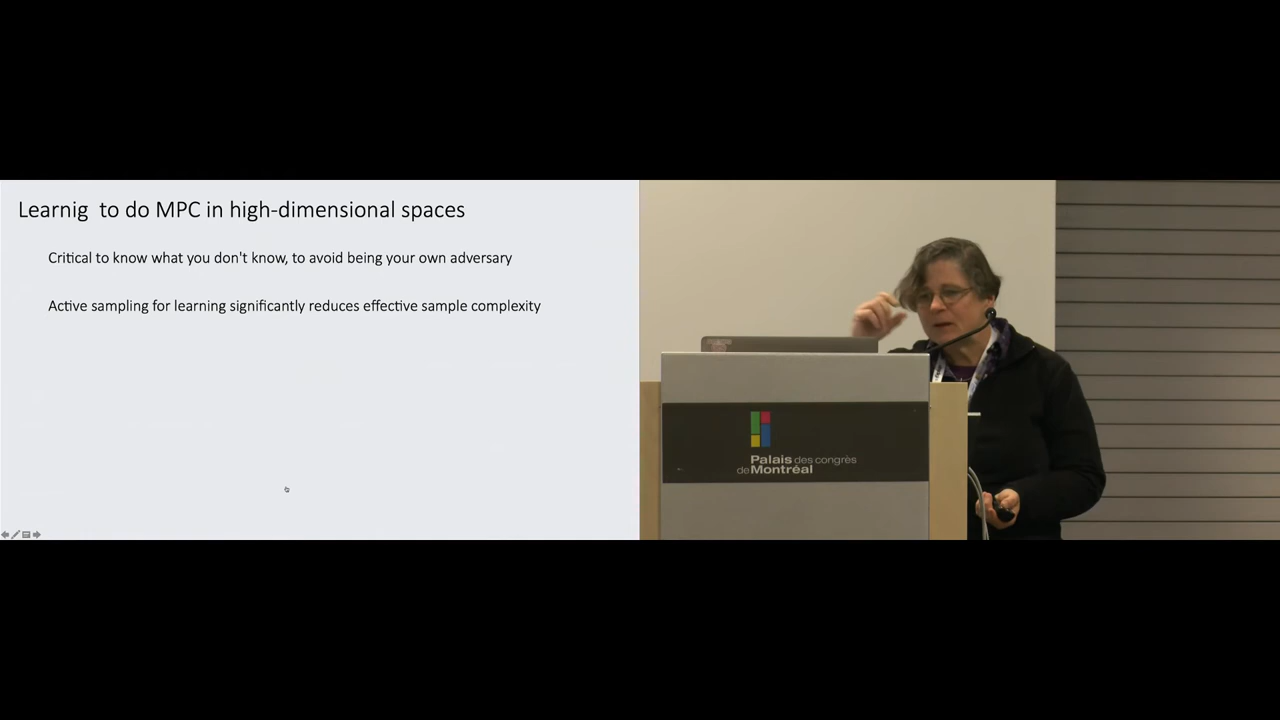 Learnig  to do MPC in high-dimensional spaces
Critical to know what you don't know, to avoid being your own adversary
Active sampling for learning significantly reduces effective sample complexity
Palais des congrès
de Montréal